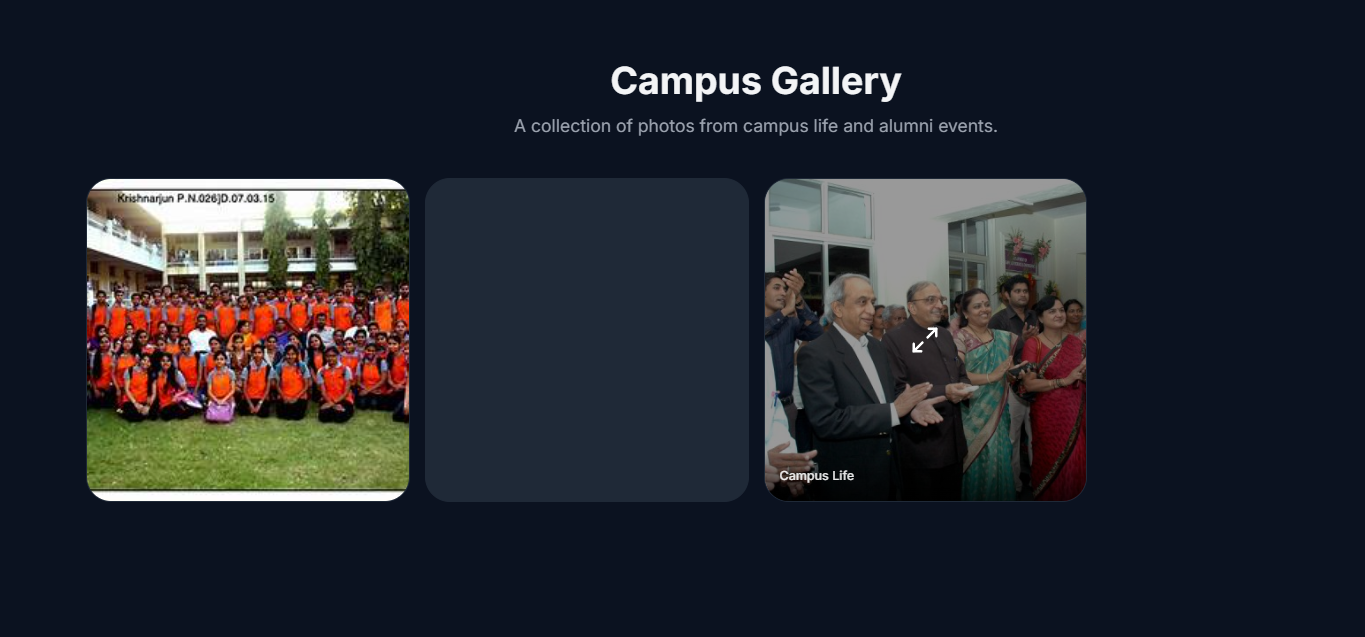 Campus Gallery
A collection of photos from campus life and alumni events.
Krishnarjun P.N.026]D.07.03.15
Campus Life